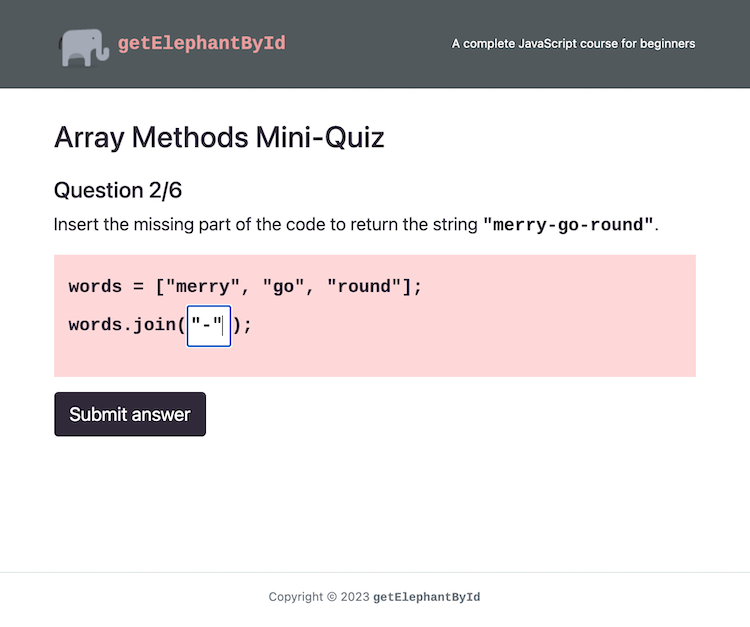 getElephantById
A complete JavaScript course for beginners
Array Methods Mini-Quiz
Question 2/6
Insert the missing part of the code to return the string "merry-go-round".
words = ["merry", "go", "round"];
words.join("-");
Submit answer
Copyright © 2023 getElephantById